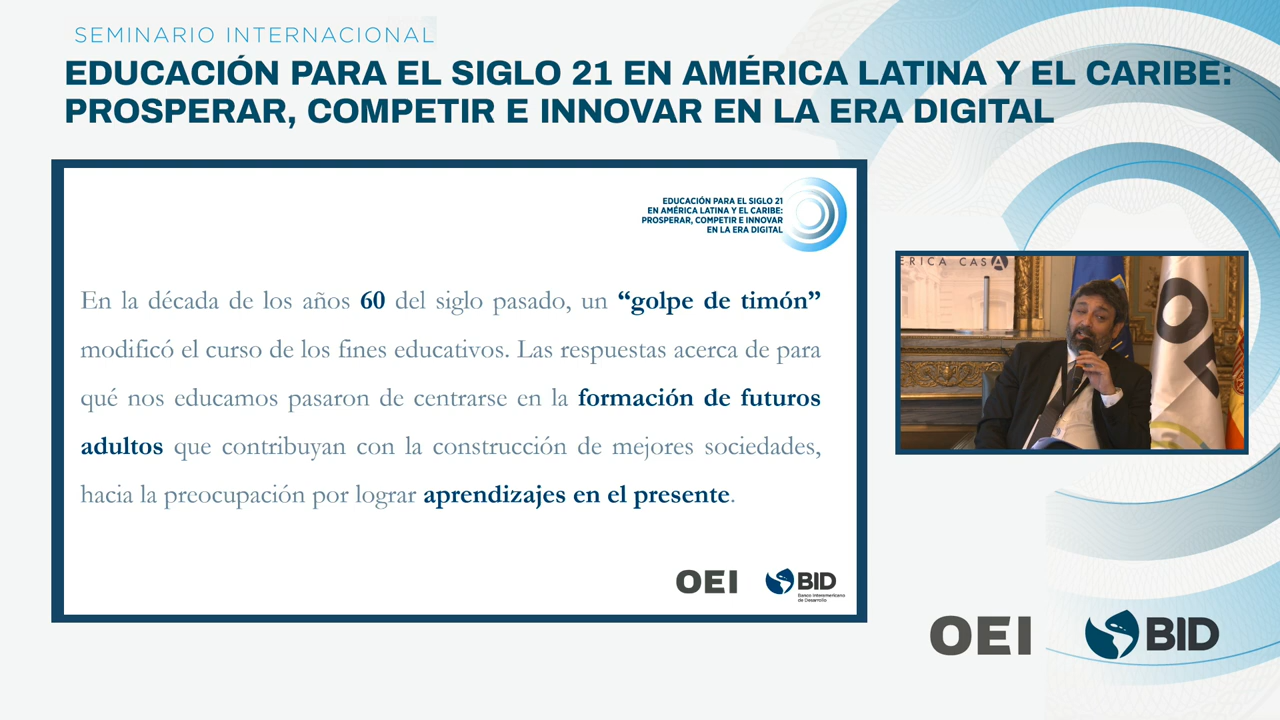 SEMINARIO INTERNACIONAL
EDUCACIÓN PARA EL SIGLO 21 EN AMÉRICA LATINA Y EL CARIBE:
PROSPERAR, COMPETIR E INNOVAR EN LA ERA DIGITAL
EDUCACIÓN PARA EL SIGLO 21
EN AMÉRICA LATINA Y EL CARIBE:
PROSPERAR, COMPETIR E INNOVAR
EN LA ERA DIGITAL
En la década de los años 60 del siglo pasado, un “golpe de timón”
modificó el curso de los fines educativos. Las respuestas acerca de para
qué nos educamos pasaron de centrarse en la formación de futuros
adultos que contribuyan con la construcción de mejores sociedades,
hacia la preocupación por lograr aprendizajes en el presente.
OEI
BID
Banco Interamericano
de Desarrollo
ERICA CASA
OEI
BID